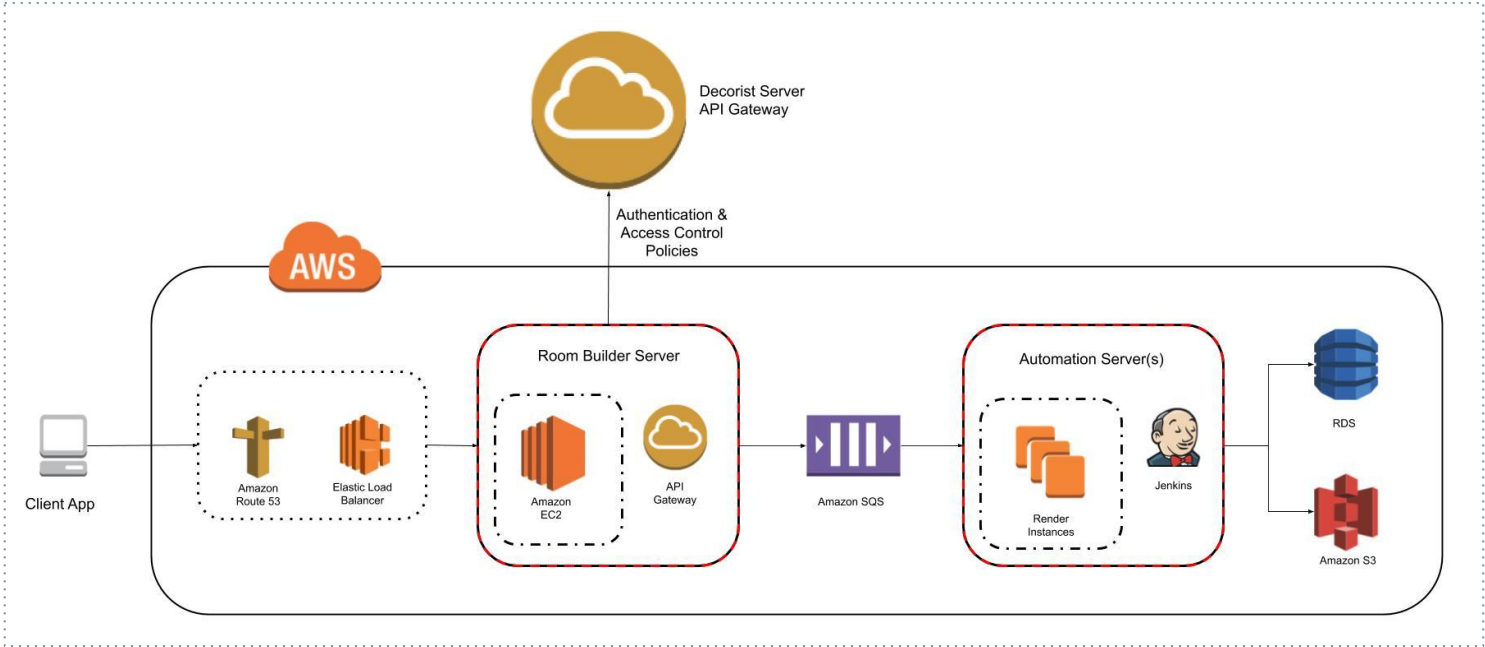 Decorist Server
API Gateway
Authentication &
Access Control
Policies
AWS
Room Builder Server
Automation Server(s)
Client App
Amazon
Route 53
Elastic Load
Balancer
Amazon
EC2
API
Gateway
Amazon SQS
Render
Instances
Jenkins
RDS
Amazon S3